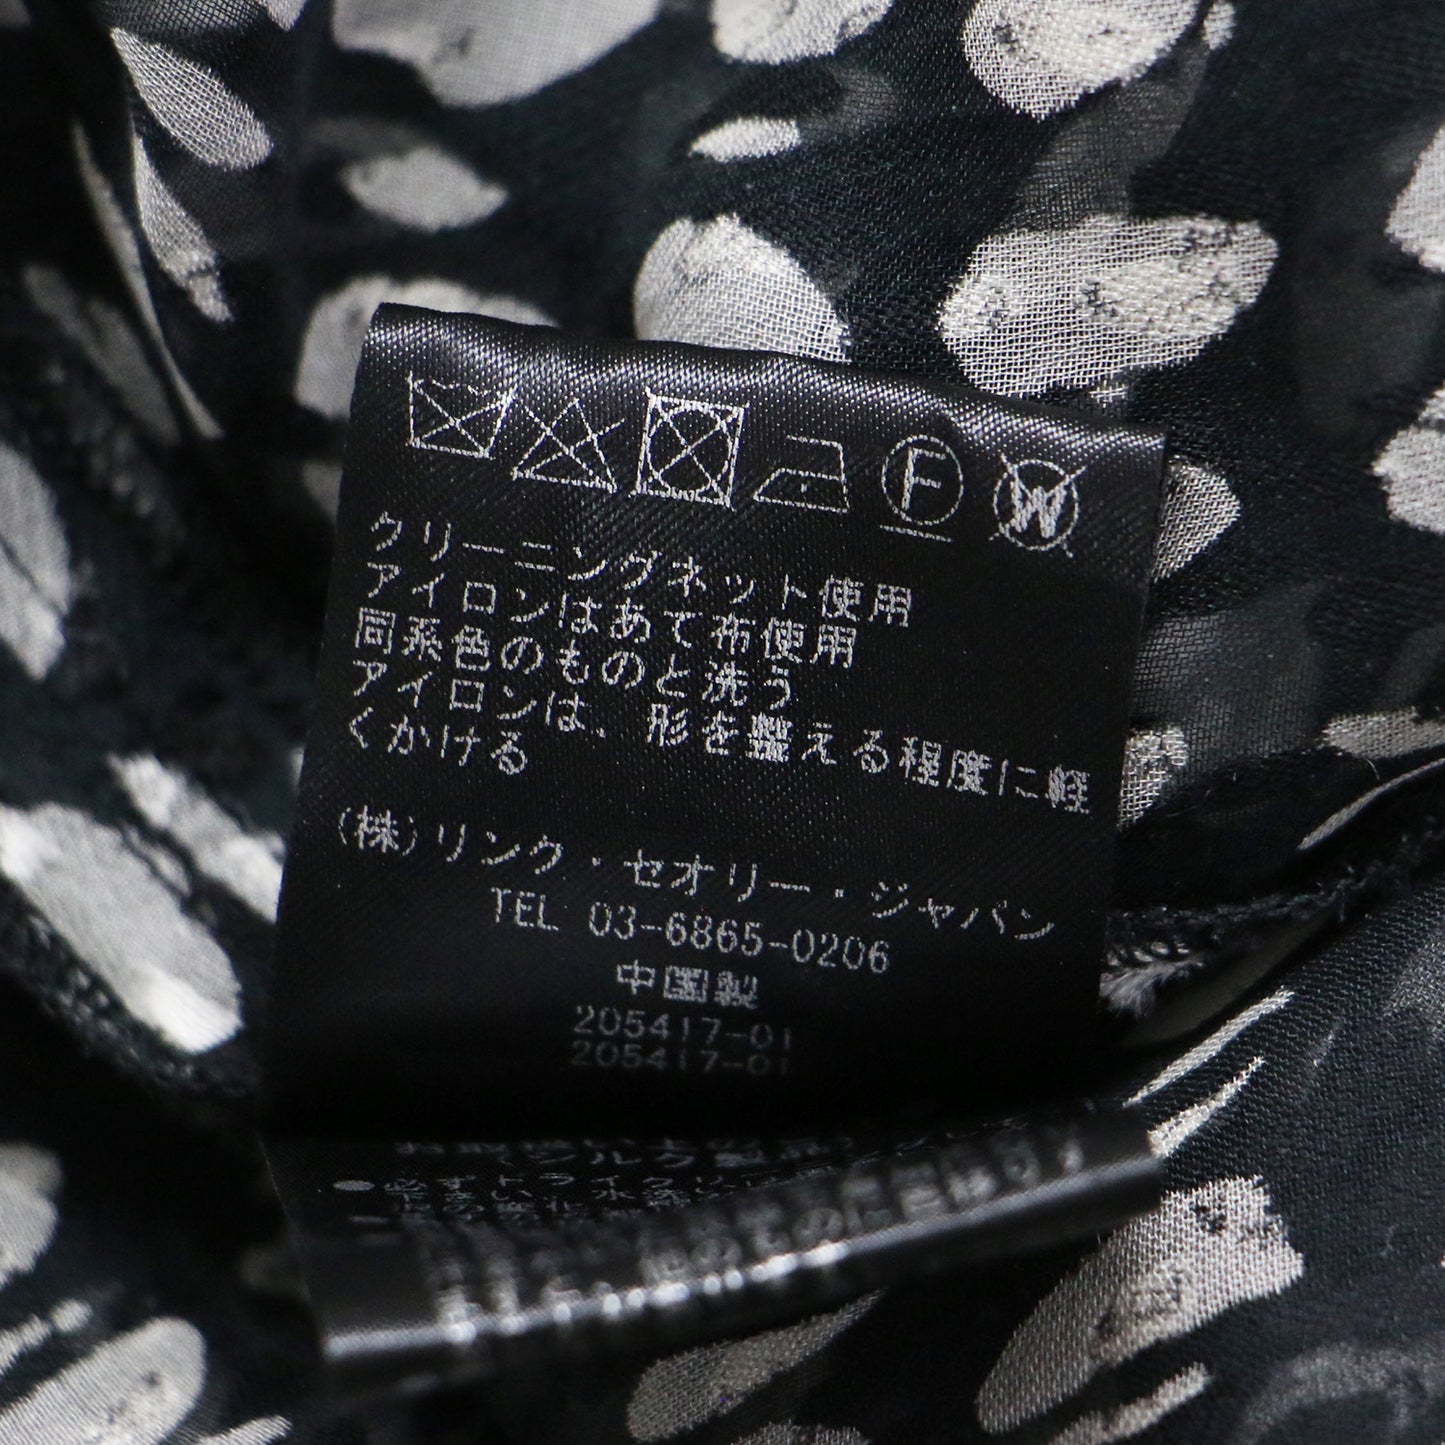 F W
クリーニングネット使用
アイロンはあて布使用
同系色のものと洗う
アイロンは、形を整える程度に軽
くかける
(株)リンク・セオリー・ジャパン
TEL 03-6865-0206
中国製
205417-01
205417-01